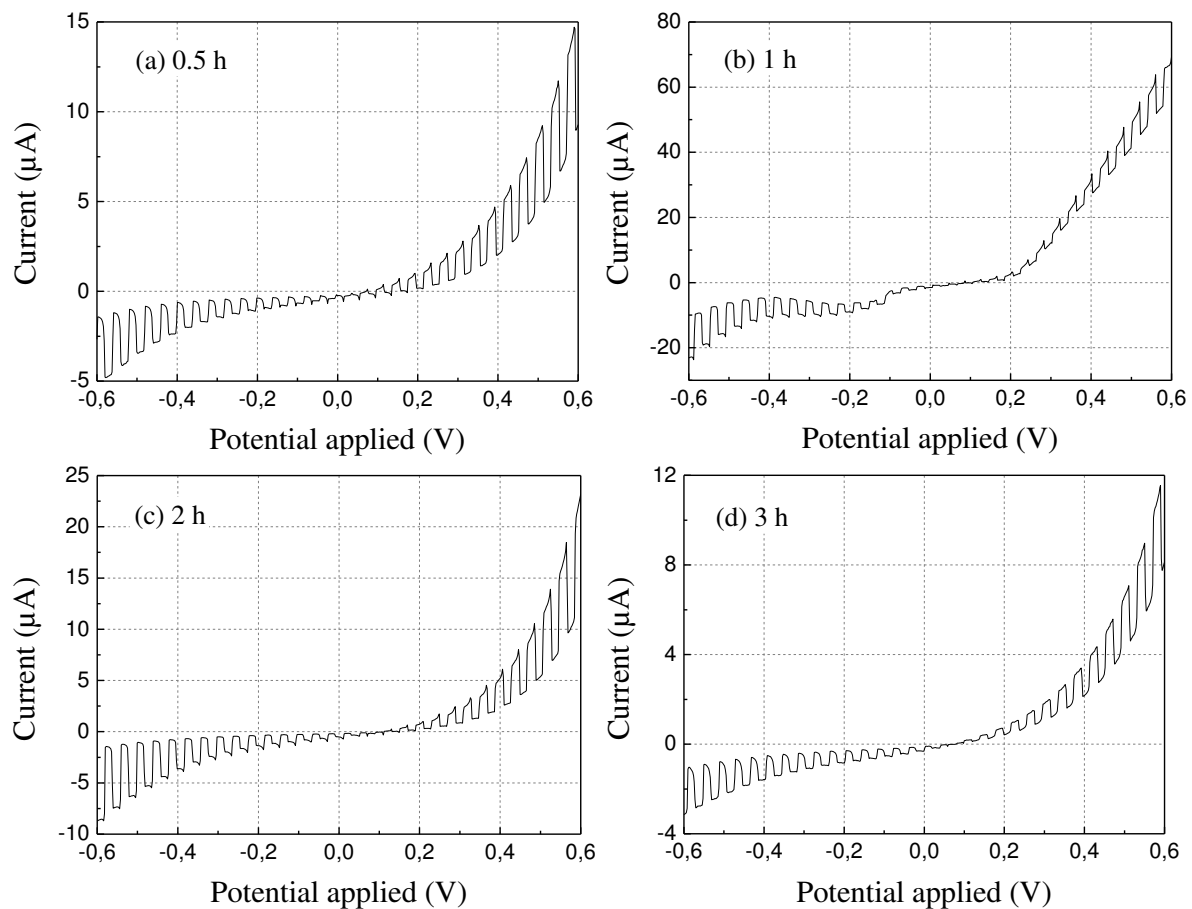 (a) 0.5 h
15
10
5
0
-5
Current (µA)
-0,6 -0,4 -0,2 0,0 0,2 0,4 0,6
Potential applied (V)
(b) 1 h
80
60
40
20
0
-20
Current (µA)
-0,6 -0,4 -0,2 0,0 0,2 0,4 0,6
Potential applied (V)
(c) 2 h
25
20
15
10
5
0
-5
-10
Current (µA)
-0,6 -0,4 -0,2 0,0 0,2 0,4 0,6
Potential applied (V)
(d) 3 h
12
8
4
0
-4
Current (µA)
-0,6 -0,4 -0,2 0,0 0,2 0,4 0,6
Potential applied (V)